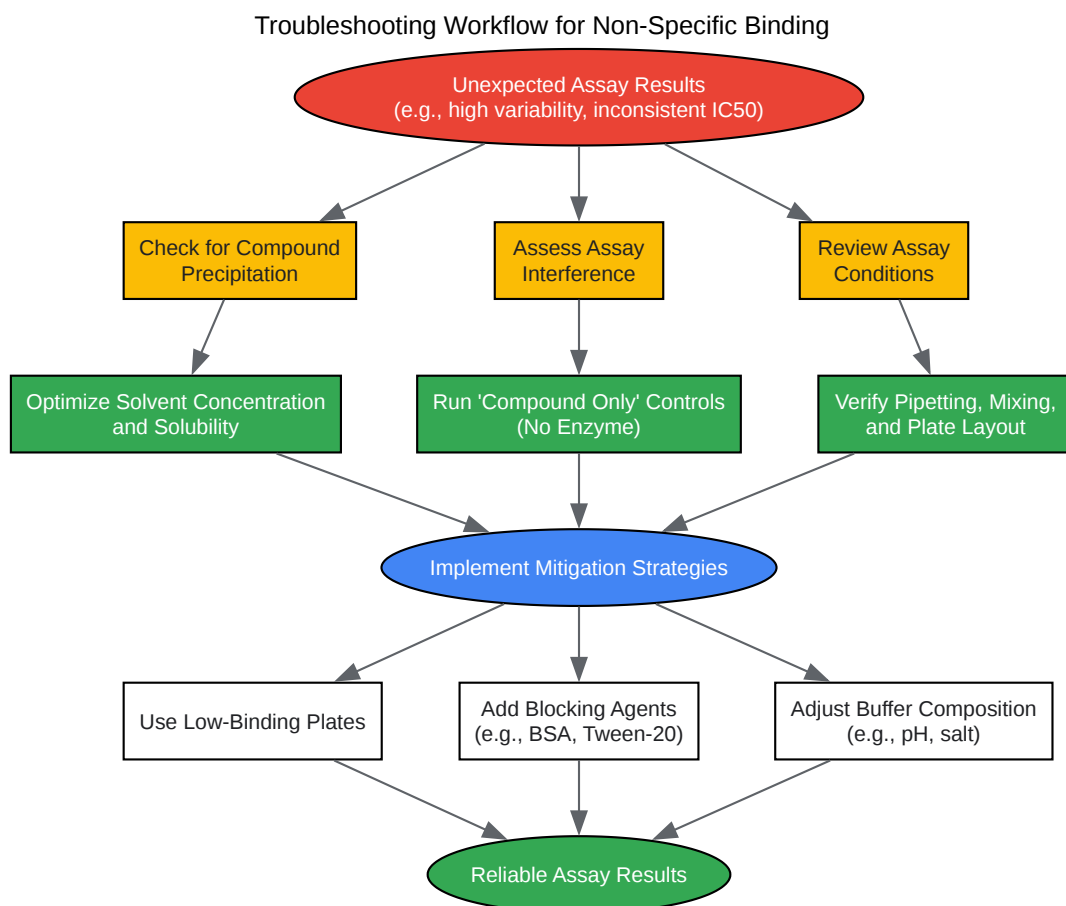 Troubleshooting Workflow for Non-Specific Binding
Unexpected Assay Results
(e.g., high variability, inconsistent IC50)
Check for Compound
Precipitation
Assess Assay
Interference
Review Assay
Conditions
Optimize Solvent Concentration
and Solubility
Run 'Compound Only' Controls
(No Enzyme)
Verify Pipetting, Mixing,
and Plate Layout
Implement Mitigation Strategies
Use Low-Binding Plates
Add Blocking Agents
(e.g., BSA, Tween-20)
Adjust Buffer Composition
(e.g., pH, salt)
Reliable Assay Results